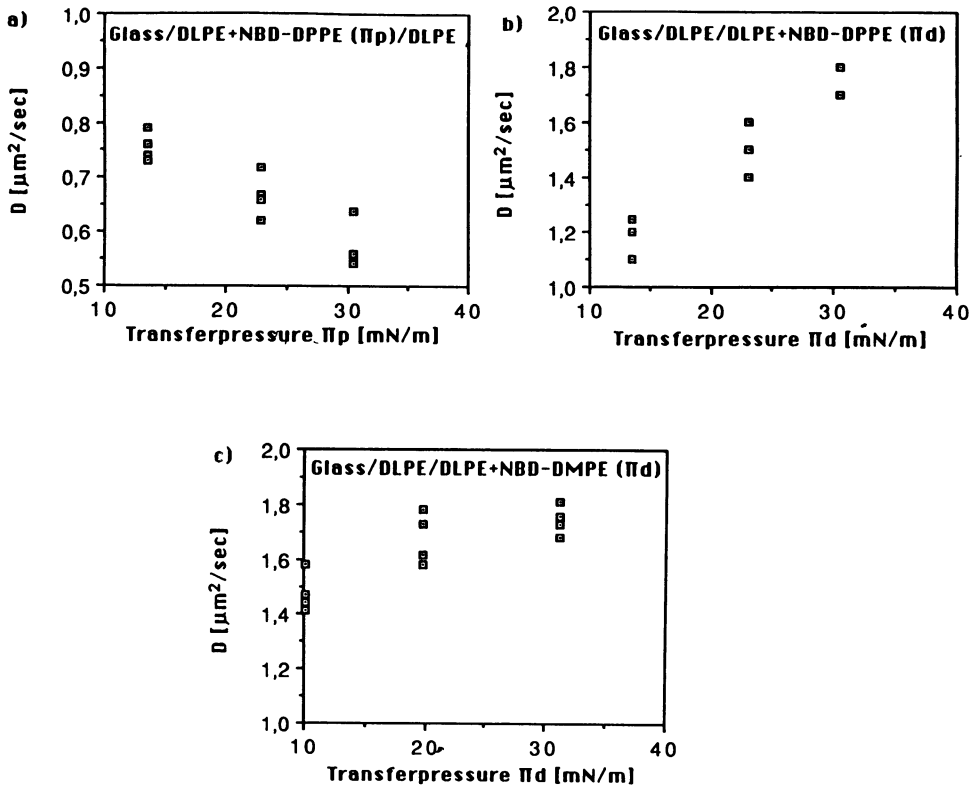 a)
Glass/DLPE+NBD-DPPE (Πp)/DLPE
1,0
0,9
0,8
0,7
0,6
0,5
D [μm²/sec]
10 20 30 40
Transferpressure Πp [mN/m]
b)
Glass/DLPE/DLPE+NBD-DPPE (Πd)
2,0
1,8
1,6
1,4
1,2
1,0
D [μm²/sec]
10 20 30 40
Transferpressure Πd [mN/m]
c)
Glass/DLPE/DLPE+NBD-DMPE (Πd)
2,0
1,8
1,6
1,4
1,2
1,0
D [μm²/sec]
10 20 30 40
Transferpressure Πd [mN/m]